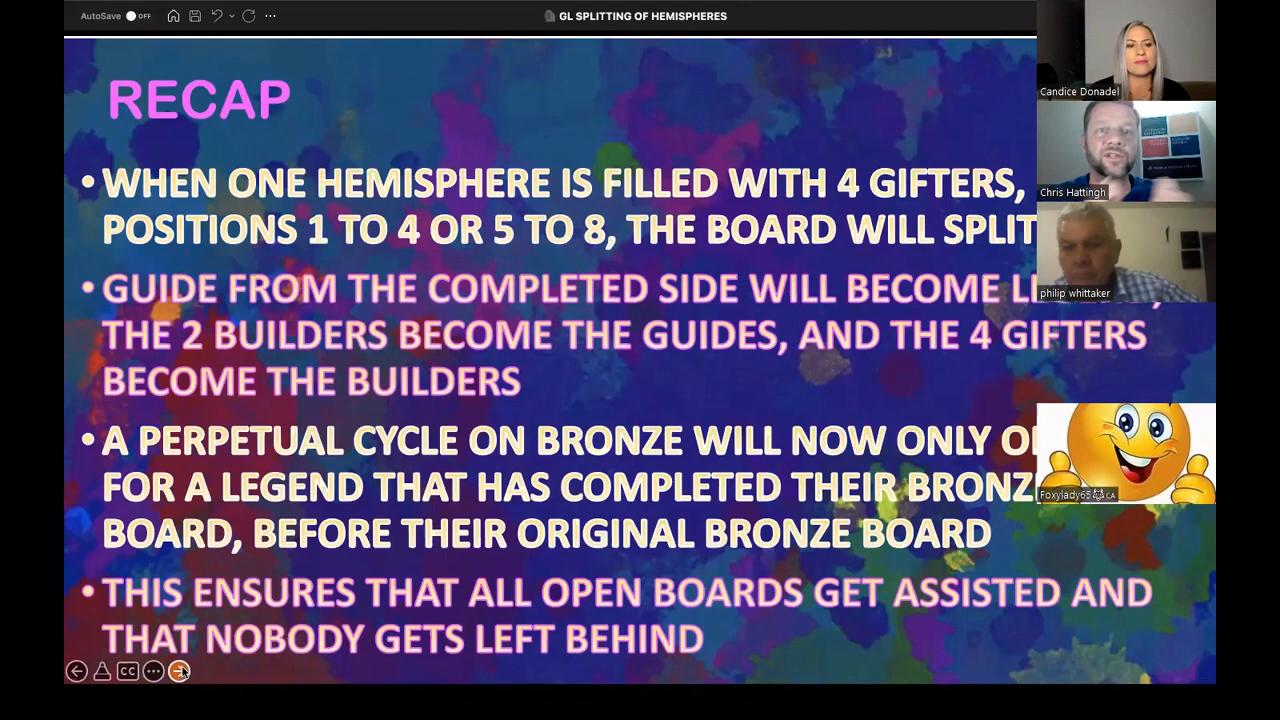 AutoSave OFF
GL SPLITTING OF HEMISPHERES
RECAP
• WHEN ONE HEMISPHERE IS FILLED WITH 4 GIFTERS,
POSITIONS 1 TO 4 OR 5 TO 8, THE BOARD WILL SPLIT
• GUIDE FROM THE COMPLETED SIDE WILL BECOME
THE 2 BUILDERS BECOME THE GUIDES, AND THE 4 GIFTERS
BECOME THE BUILDERS
• A PERPETUAL CYCLE ON BRONZE WILL NOW ONLY
FOR A LEGEND THAT HAS COMPLETED THEIR BRONZE
BOARD, BEFORE THEIR ORIGINAL BRONZE BOARD
• THIS ENSURES THAT ALL OPEN BOARDS GET ASSISTED AND
THAT NOBODY GETS LEFT BEHIND
CC
Candice Donadel
Chris Hattingh
philip whittaker